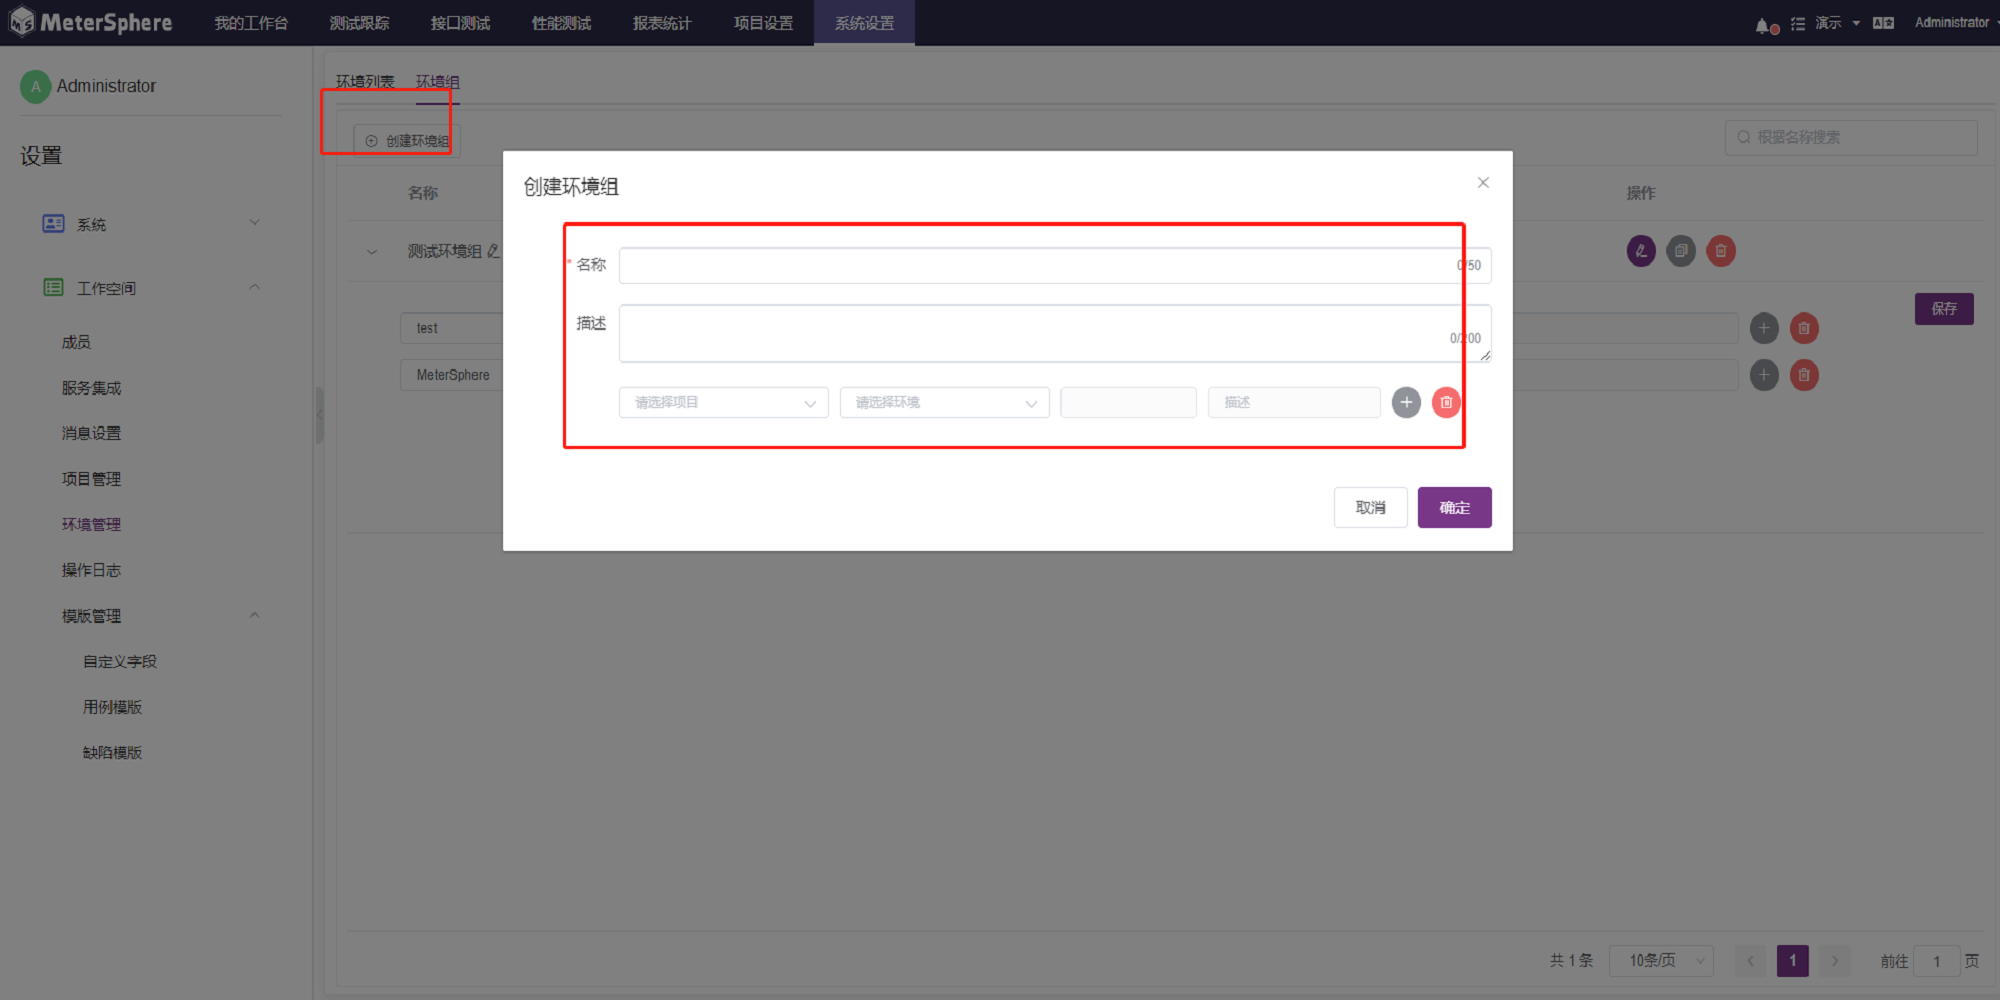 MeterSphere 我的工作台 测试跟踪 接口测试 性能测试 报表统计 项目设置 系统设置 演示 Administrator
A Administrator
设置
系统
工作空间
成员
服务集成
消息设置
项目管理
环境管理
操作日志
模版管理
自定义字段
用例模版
缺陷模版
环境列表 环境组
创建环境组
根据名称搜索
名称 操作
测试环境组
保存
test
MeterSphere
创建环境组
* 名称 0/50
描述 0/200
请选择项目 请选择环境 描述
取消 确定
共 1 条 10条/页 1 前往 1 页